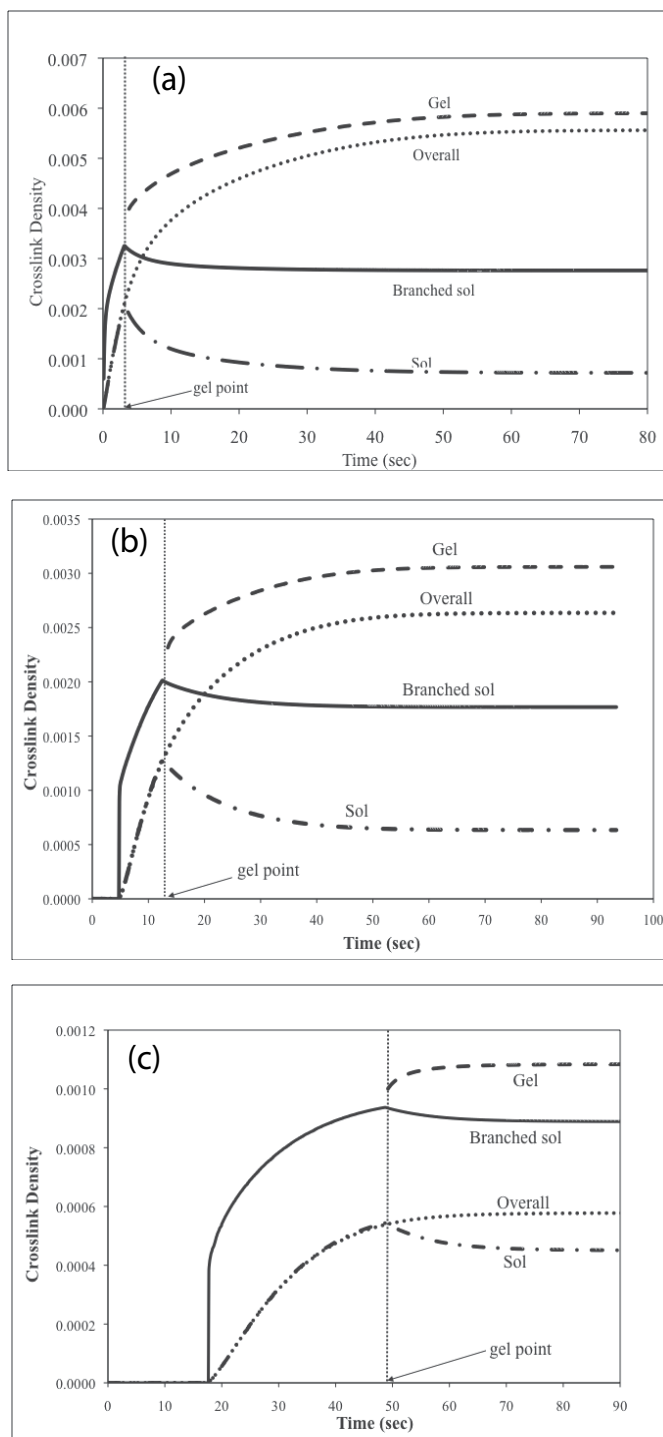 (a)
0.007
0.006
0.005
0.004
0.003
0.002
0.001
0.000
Crosslink Density
Gel
Overall
Branched sol
Sol
gel point
0 10 20 30 40 50 60 70 80
Time (sec)
(b)
0.0035
0.0030
0.0025
0.0020
0.0015
0.0010
0.0005
0.0000
Crosslink Density
Gel
Overall
Branched sol
Sol
gel point
0 10 20 30 40 50 60 70 80 90 100
Time (sec)
(c)
0.0012
0.0010
0.0008
0.0006
0.0004
0.0002
0.0000
Crosslink Density
Gel
Branched sol
Overall
Sol
gel point
0 10 20 30 40 50 60 70 80 90
Time (sec)